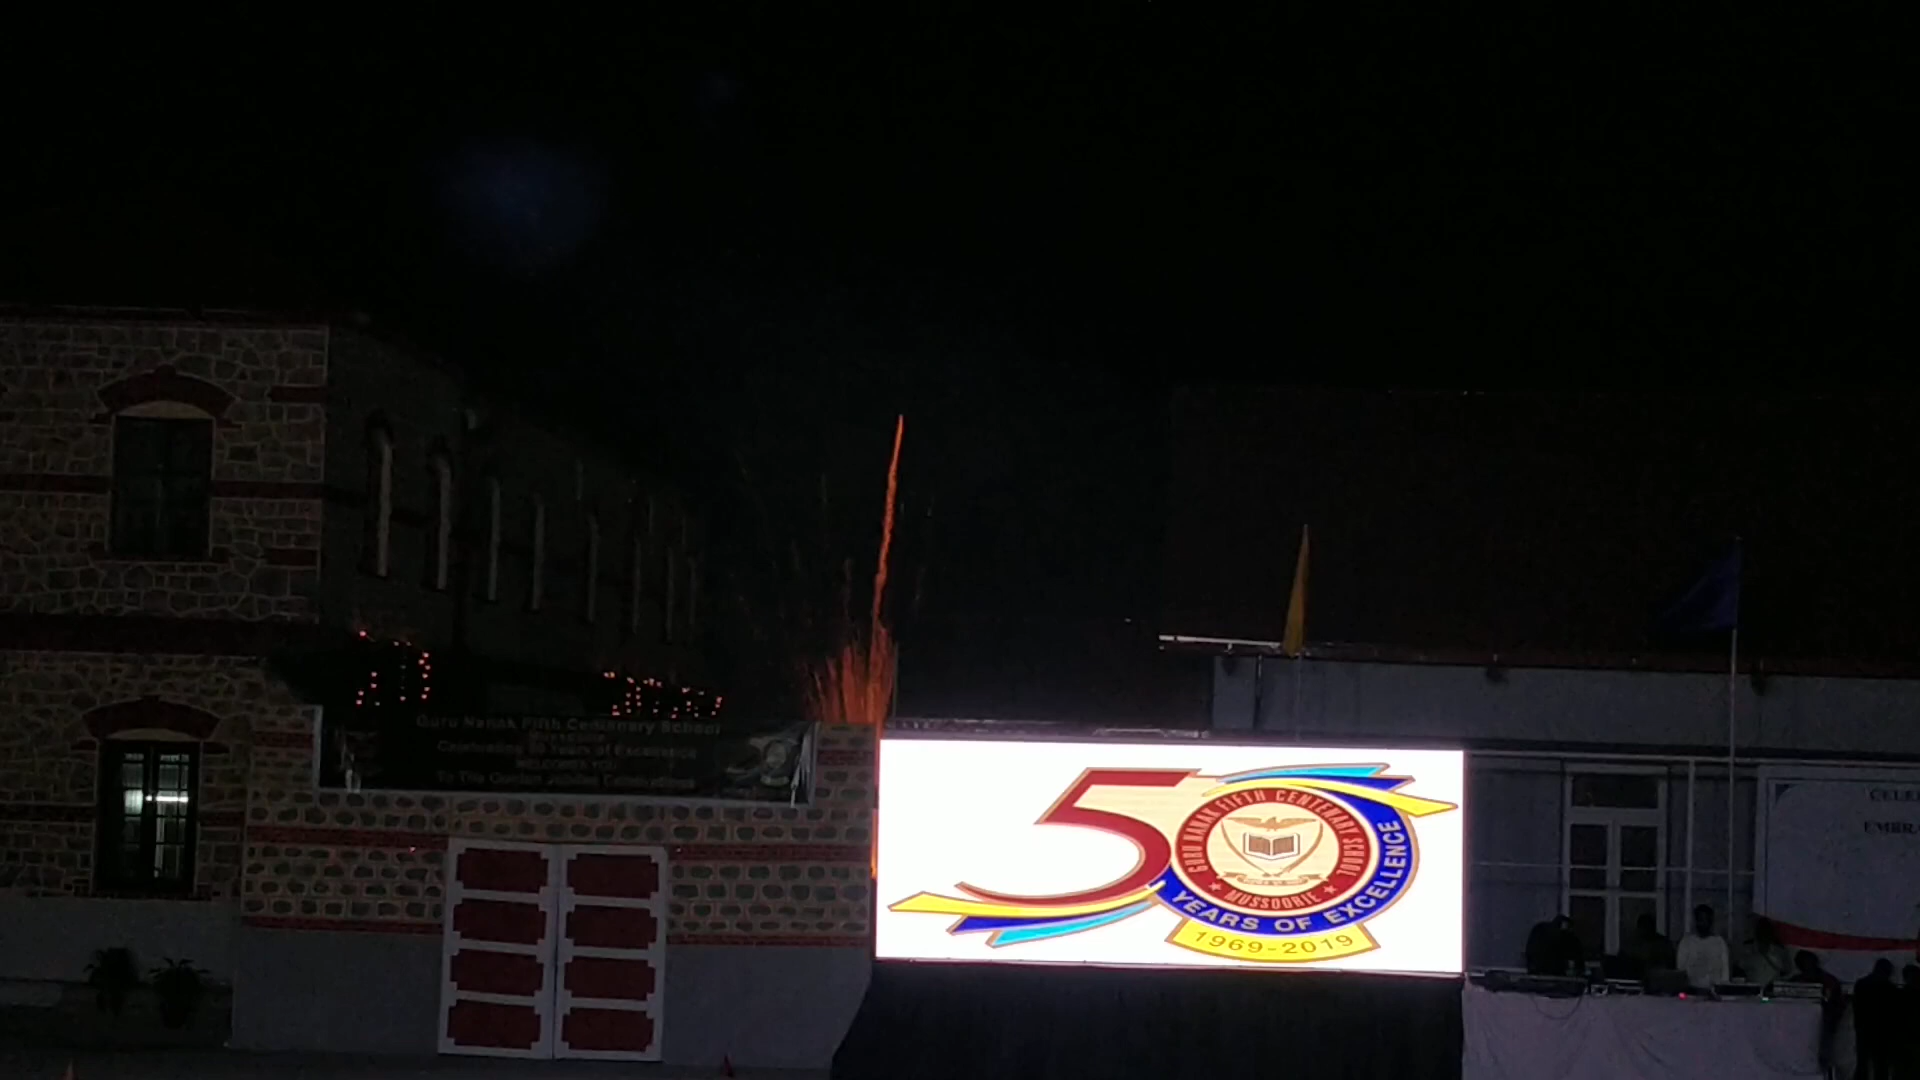 Guru Nanak Fifth Centenary School
Celebrating 50 Years of Excellence
WELCOMES YOU
To The Golden Jubilee Celebrations
50
GURU NANAK FIFTH CENTENARY SCHOOL
MUSSOORIE
YEARS OF EXCELLENCE
1969-2019